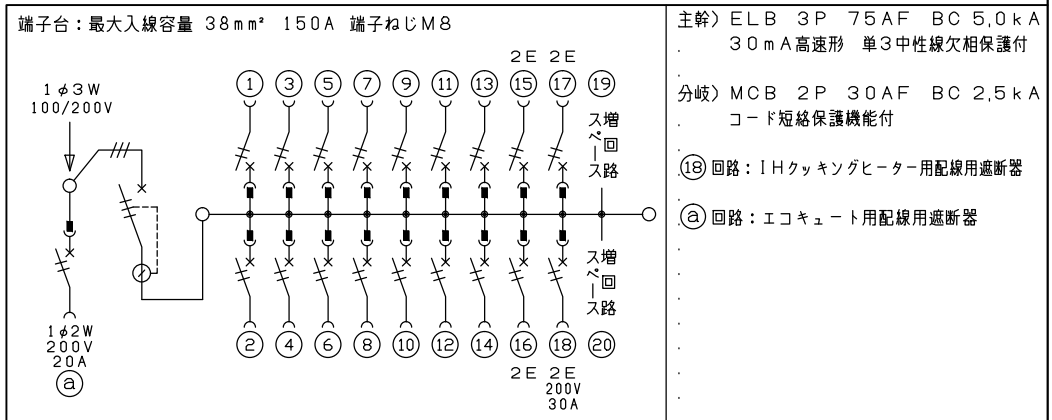 端子台：最大入線容量 38mm² 150A 端子ねじM8
1φ3W
100/200V
2E 2E
1 3 5 7 9 11 13 15 17 19
増回路
スペース
増回路
スペース
2 4 6 8 10 12 14 16 18 20
2E 2E
200V
30A
1φ2W
200V
20A
a
主幹）ELB 3P 75AF BC 5,0kA
30mA高速形 単3中性線欠相保護付
分岐）MCB 2P 30AF BC 2,5kA
コード短絡保護機能付
18 回路：IHクッキングヒーター用配線用遮断器
a 回路：エコキュート用配線用遮断器